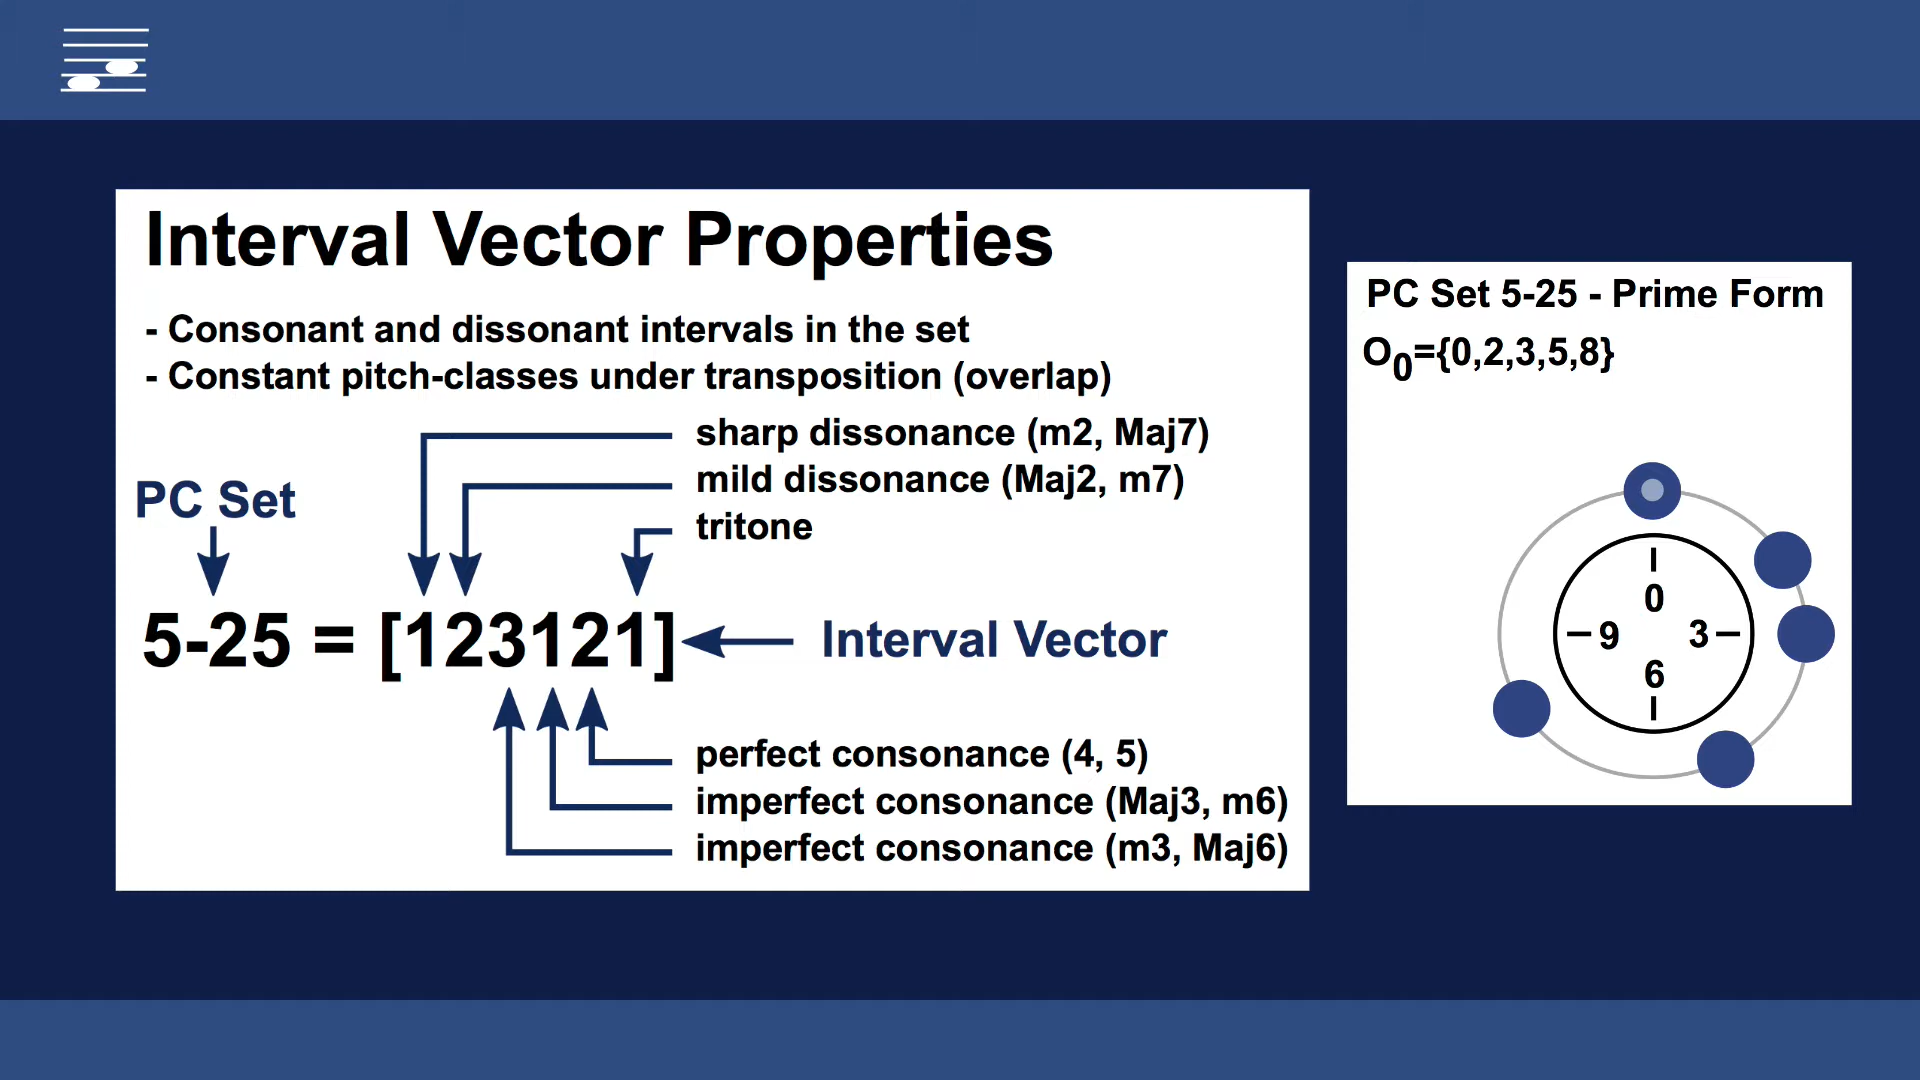 Interval Vector Properties
- Consonant and dissonant intervals in the set
- Constant pitch-classes under transposition (overlap)
sharp dissonance (m2, Maj7)
mild dissonance (Maj2, m7)
tritone
PC Set
5-25 = [123121]
Interval Vector
perfect consonance (4, 5)
imperfect consonance (Maj3, m6)
imperfect consonance (m3, Maj6)
PC Set 5-25 - Prime Form
O0={0,2,3,5,8}
0
9 3
6